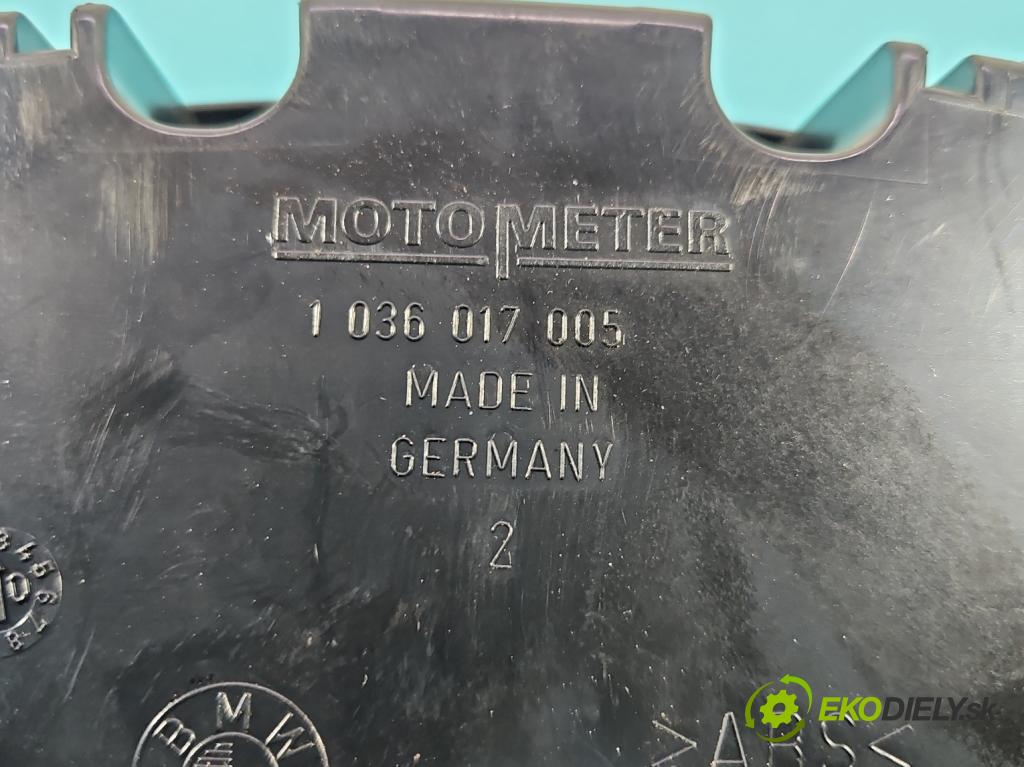 MOTOMETER
1 036 017 005
MADE IN
GERMANY
2
BMW
>ABS<
EKODIELY.sk